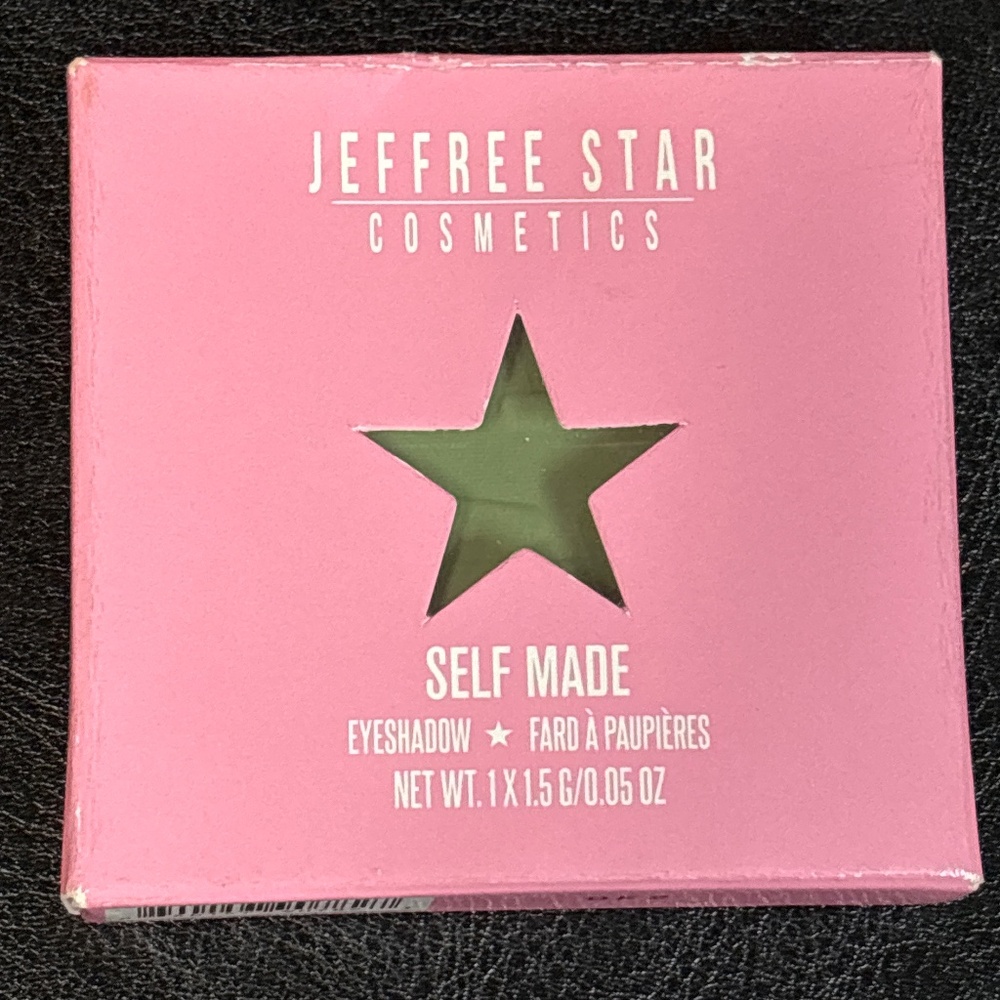 JEFFREE STAR
COSMETICS
SELF MADE
EYESHADOW ★ FARD À PAUPIÈRES
NET WT. 1 X 1.5 G/0.05 OZ